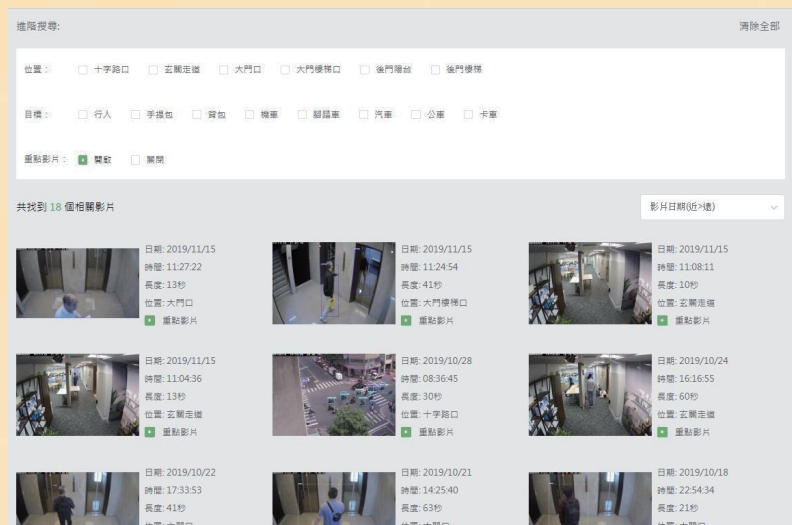 進階搜尋: 清除全部
位置: 十字路口 玄關走道 大門口 大門樓梯口 後門陽台 後門樓梯
目標: 行人 手提包 背包 機車 腳踏車 汽車 公車 卡車
重點影片: 開啟 關閉
共找到 18 個相關影片 影片日期(近>遠)
日期: 2019/11/15
時間: 11:27:22
長度: 13秒
位置: 大門口
重點影片
日期: 2019/11/15
時間: 11:24:54
長度: 41秒
位置: 大門樓梯口
重點影片
日期: 2019/11/15
時間: 11:08:11
長度: 10秒
位置: 玄關走道
重點影片
日期: 2019/11/15
時間: 11:04:36
長度: 13秒
位置: 玄關走道
重點影片
日期: 2019/10/28
時間: 08:36:45
長度: 30秒
位置: 十字路口
重點影片
日期: 2019/10/24
時間: 16:16:55
長度: 60秒
位置: 玄關走道
重點影片
日期: 2019/10/22
時間: 17:33:53
長度: 41秒
日期: 2019/10/21
時間: 14:25:40
長度: 63秒
日期: 2019/10/18
時間: 22:54:34
長度: 21秒